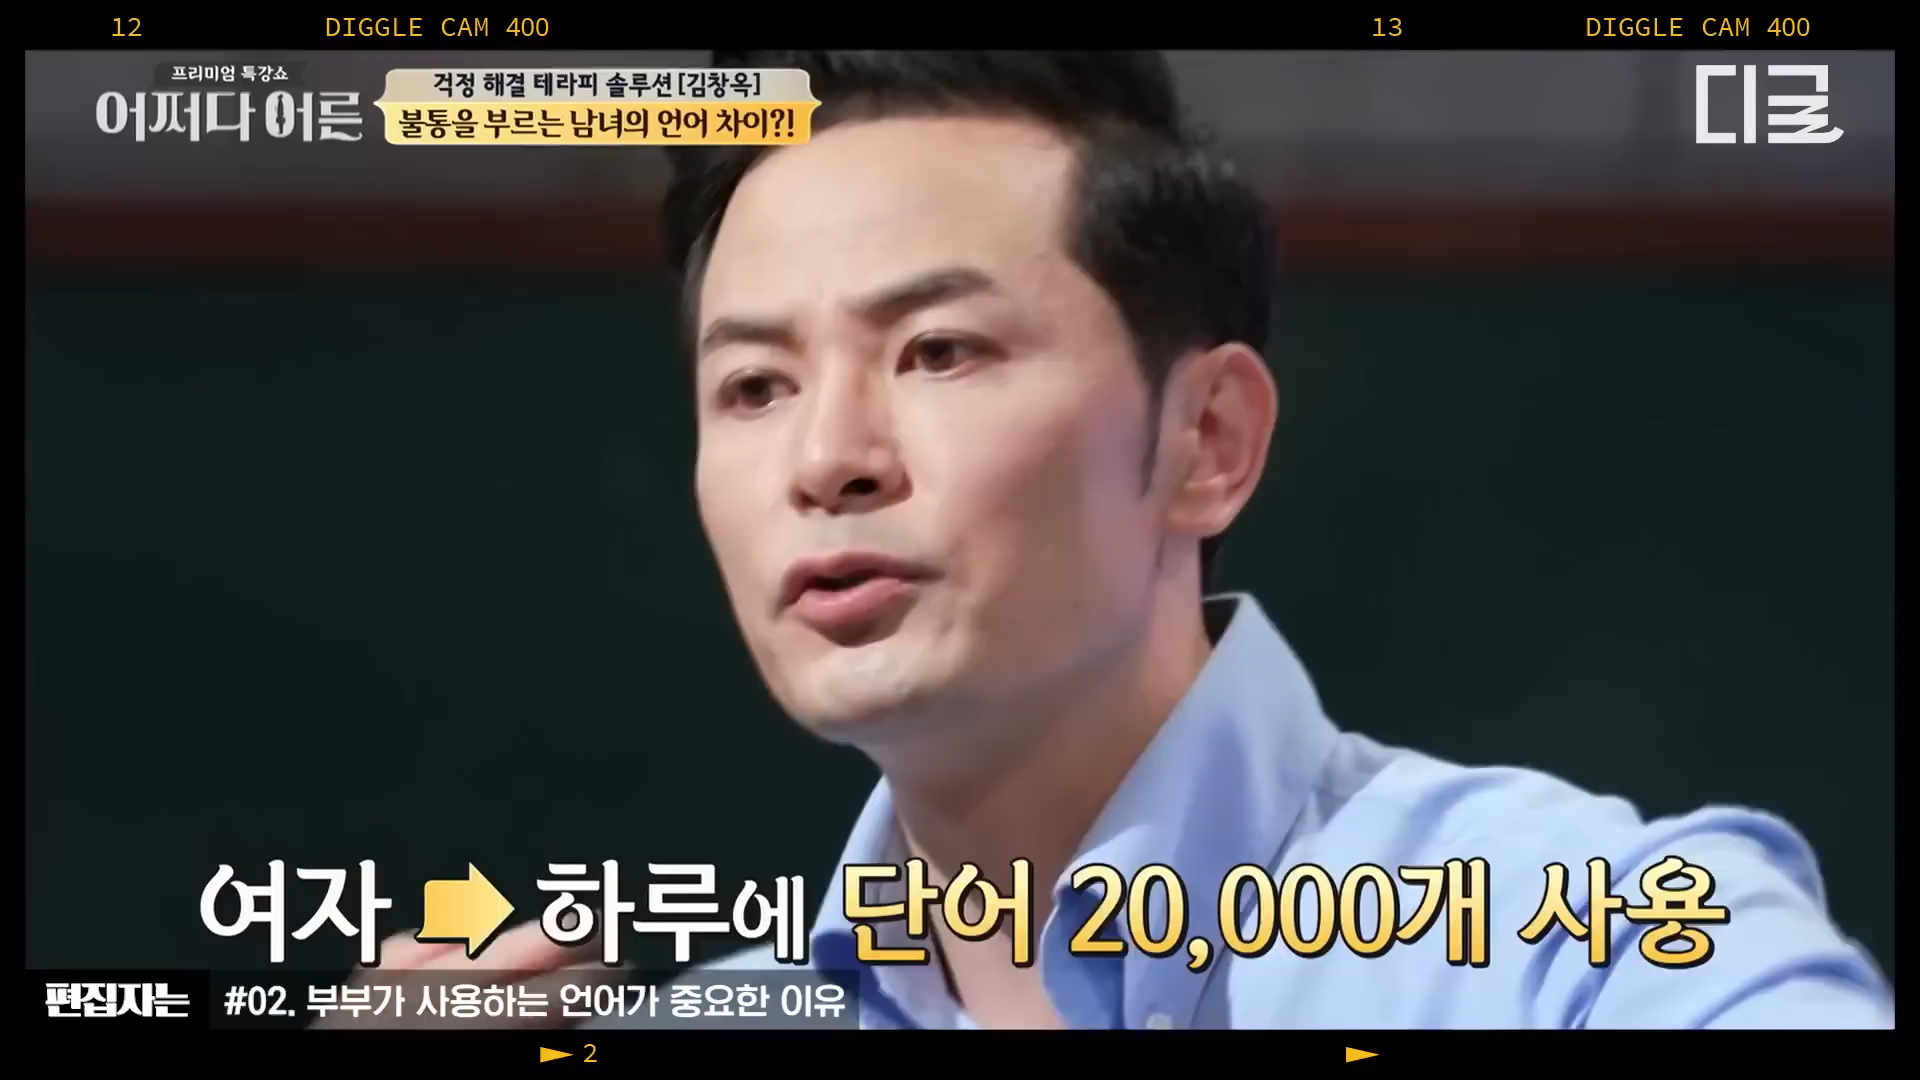 12
DIGGLE CAM 400
13
DIGGLE CAM 400
프리미엄 특강쇼
어쩌다 어른
걱정 해결 테라피 솔루션 [김창옥]
불통을 부르는 남녀의 언어 차이?!
디글
여자 하루에 단어 20,000개 사용
편집자는
#02. 부부가 사용하는 언어가 중요한 이유
2